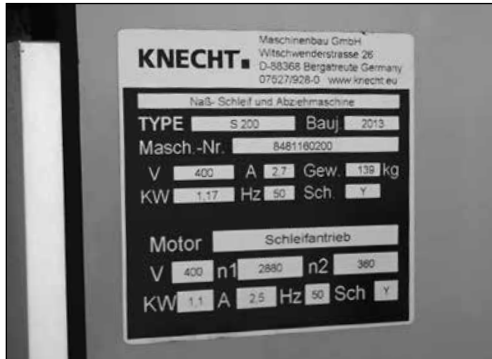 KNECHT. Maschinenbau GmbH
Witschwenderstrasse 26
D-88368 Bergatreute Germany
07527/928-0 www.knecht.eu
Naß- Schleif und Abziehmaschine
TYPE S 200 Bauj. 2013
Masch.-Nr. 8481160200
V 400 A 2,7 Gew. 139 kg
KW 1,17 Hz 50 Sch. Y
Motor Schleifantrieb
V 400 n1 2880 n2 360
KW 1,1 A 2,5 Hz 50 Sch Y